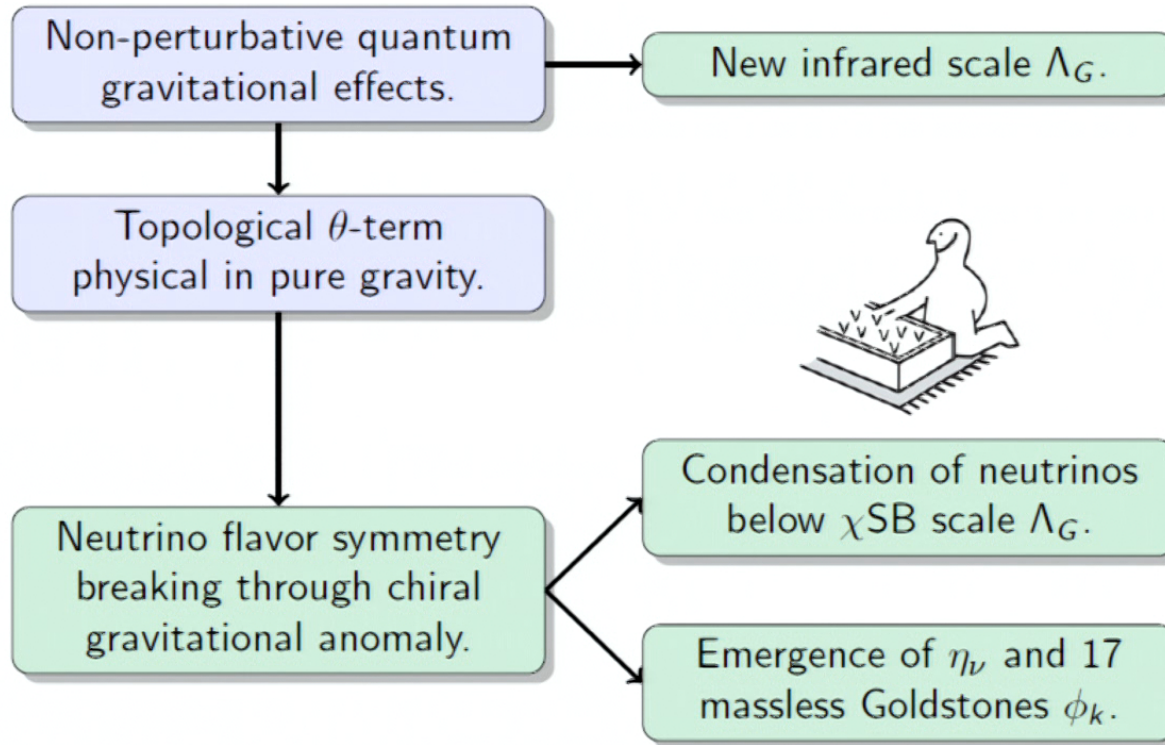 Non-perturbative quantum
gravitational effects.
New infrared scale Λ_G.
Topological θ-term
physical in pure gravity.
Neutrino flavor symmetry
breaking through chiral
gravitational anomaly.
Condensation of neutrinos
below χSB scale Λ_G.
Emergence of η_ν and 17
massless Goldstones ϕ_k.